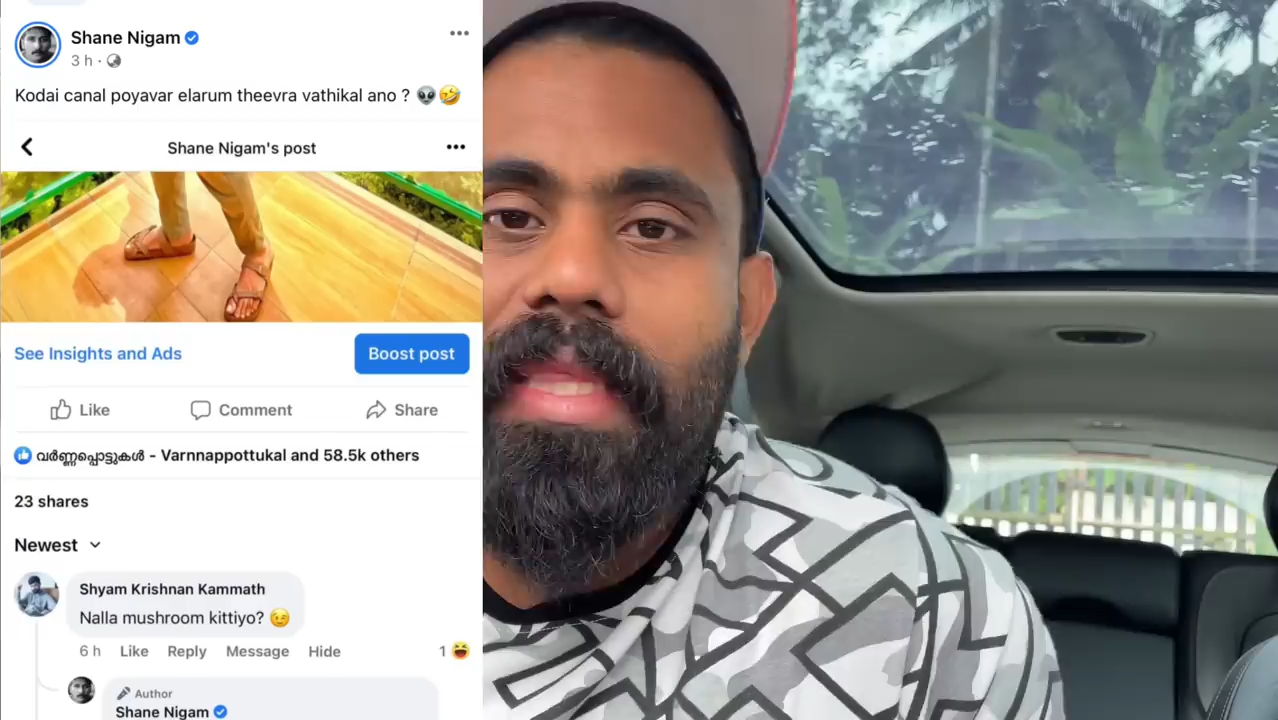 Shane Nigam
3 h ·
Kodai canal poyavar elarum theevra vathikal ano ? 👽🤣
Shane Nigam's post
See Insights and Ads
Boost post
Like
Comment
Share
വർണ്ണപ്പൊട്ടുകൾ - Varnnappottukal and 58.5k others
23 shares
Newest
Shyam Krishnan Kammath
Nalla mushroom kittiyo? 😉
6 h Like Reply Message Hide
1 😆
Author
Shane Nigam